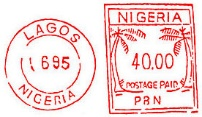 LAGOS
1 6 95
NIGERIA
NIGERIA
40.00
POSTAGE PAID
PBN